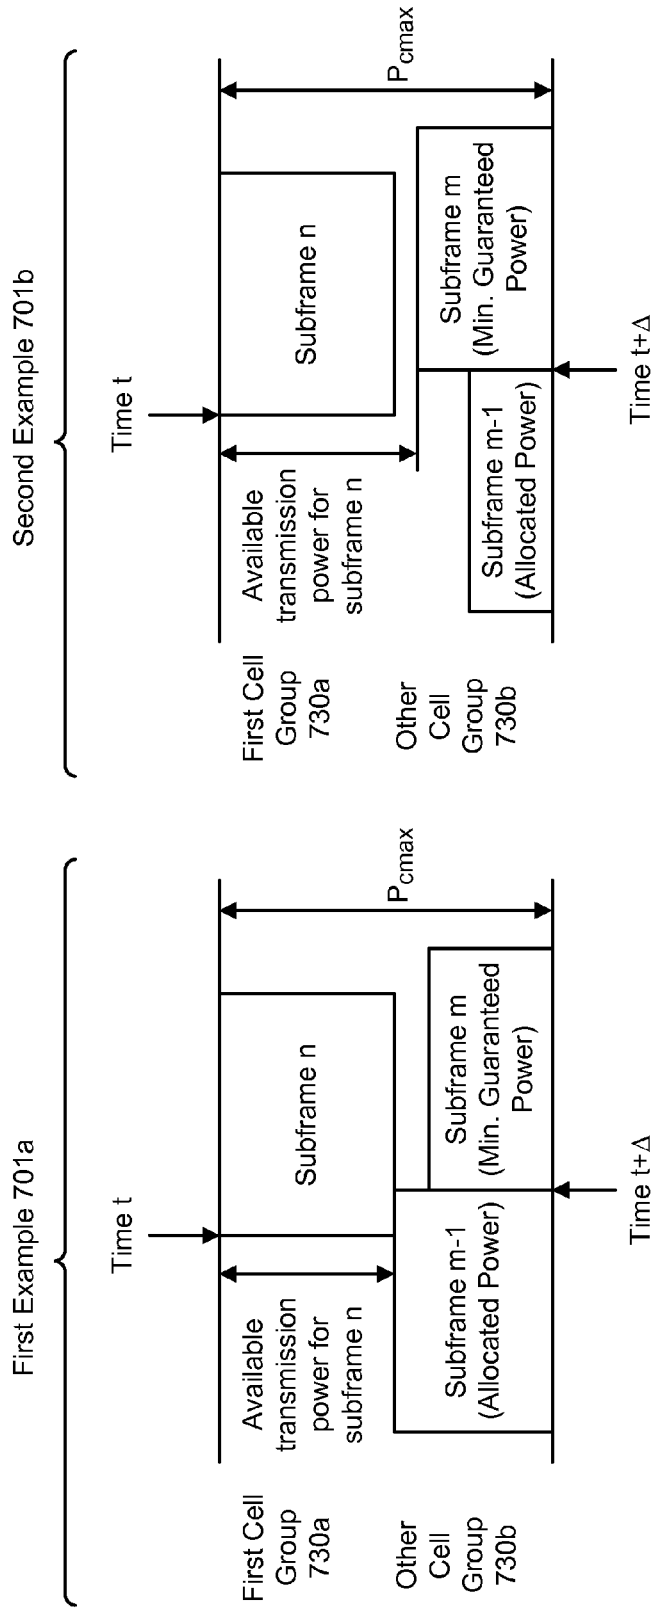 First Example 701a
Time t
Available
transmission
power for
subframe n
First Cell
Group
730a
Subframe n
Pcmax
Other
Cell
Group
730b
Subframe m-1
(Allocated Power)
Subframe m
(Min. Guaranteed
Power)
Time t+Δ
Second Example 701b
Time t
Available
transmission
power for
subframe n
First Cell
Group
730a
Subframe n
Pcmax
Other
Cell
Group
730b
Subframe m-1
(Allocated Power)
Subframe m
(Min. Guaranteed
Power)
Time t+Δ